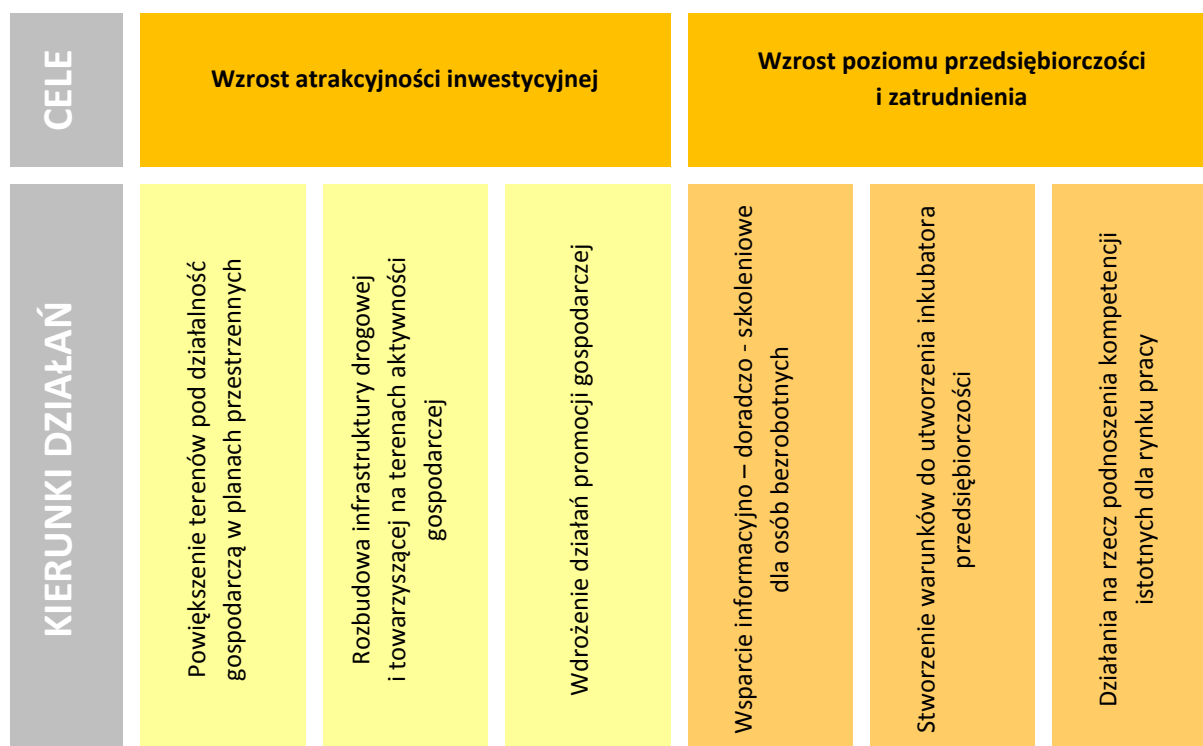 CELE
Wzrost atrakcyjności inwestycyjnej
Wzrost poziomu przedsiębiorczości
i zatrudnienia
KIERUNKI DZIAŁAŃ
Powiększenie terenów pod działalność
gospodarczą w planach przestrzennych
Rozbudowa infrastruktury drogowej
i towarzyszącej na terenach aktywności
gospodarczej
Wdrożenie działań promocji gospodarczej
Wsparcie informacyjno – doradczo - szkoleniowe
dla osób bezrobotnych
Stworzenie warunków do utworzenia inkubatora
przedsiębiorczości
Działania na rzecz podnoszenia kompetencji
istotnych dla rynku pracy